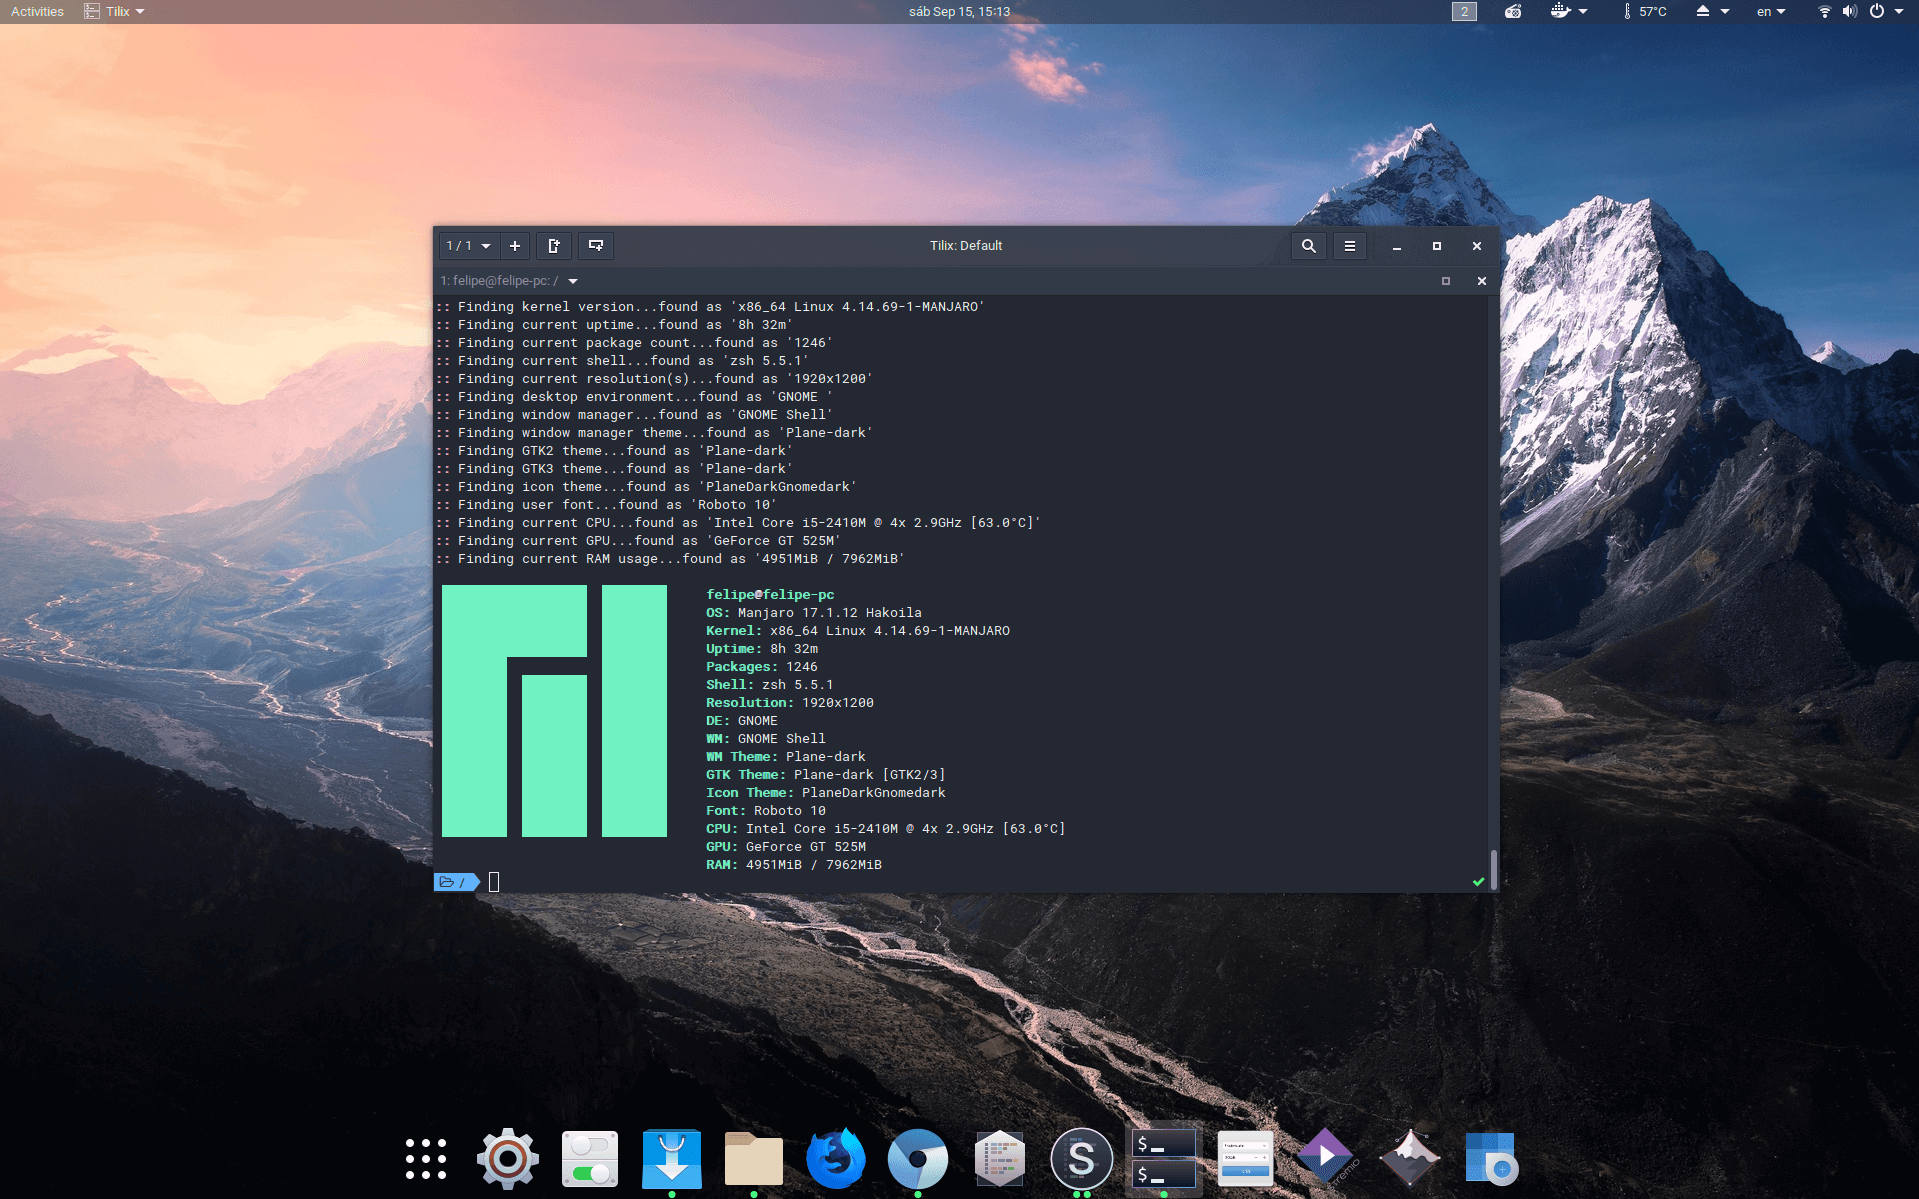 Activities Tilix sáb Sep 15, 15:13 2 57°C en
1 / 1 Tilix: Default
1: felipe@felipe-pc: /
:: Finding kernel version...found as 'x86_64 Linux 4.14.69-1-MANJARO'
:: Finding current uptime...found as '8h 32m'
:: Finding current package count...found as '1246'
:: Finding current shell...found as 'zsh 5.5.1'
:: Finding current resolution(s)...found as '1920x1200'
:: Finding desktop environment...found as 'GNOME '
:: Finding window manager...found as 'GNOME Shell'
:: Finding window manager theme...found as 'Plane-dark'
:: Finding GTK2 theme...found as 'Plane-dark'
:: Finding GTK3 theme...found as 'Plane-dark'
:: Finding icon theme...found as 'PlaneDarkGnomedark'
:: Finding user font...found as 'Roboto 10'
:: Finding current CPU...found as 'Intel Core i5-2410M @ 4x 2.9GHz [63.0°C]'
:: Finding current GPU...found as 'GeForce GT 525M'
:: Finding current RAM usage...found as '4951MiB / 7962MiB'
felipe@felipe-pc
OS: Manjaro 17.1.12 Hakoila
Kernel: x86_64 Linux 4.14.69-1-MANJARO
Uptime: 8h 32m
Packages: 1246
Shell: zsh 5.5.1
Resolution: 1920x1200
DE: GNOME
WM: GNOME Shell
WM Theme: Plane-dark
GTK Theme: Plane-dark [GTK2/3]
Icon Theme: PlaneDarkGnomedark
Font: Roboto 10
CPU: Intel Core i5-2410M @ 4x 2.9GHz [63.0°C]
GPU: GeForce GT 525M
RAM: 4951MiB / 7962MiB
/
S
$ _
$ _